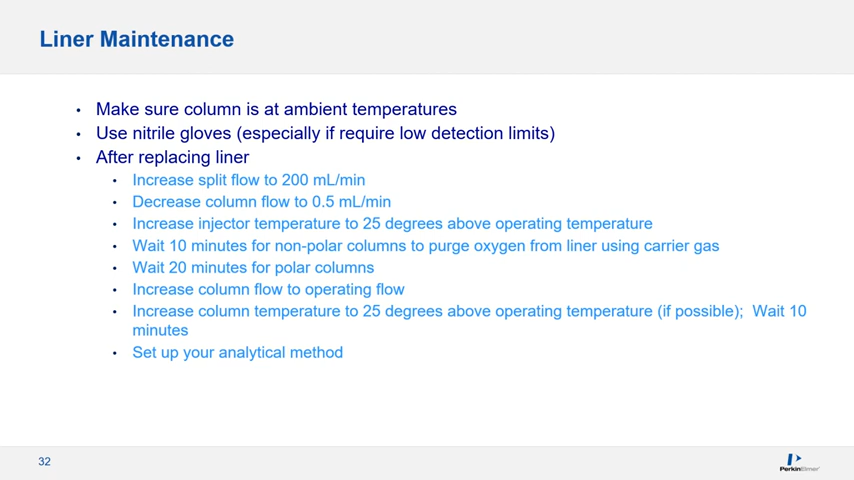 Liner Maintenance
• Make sure column is at ambient temperatures
• Use nitrile gloves (especially if require low detection limits)
• After replacing liner
• Increase split flow to 200 mL/min
• Decrease column flow to 0.5 mL/min
• Increase injector temperature to 25 degrees above operating temperature
• Wait 10 minutes for non-polar columns to purge oxygen from liner using carrier gas
• Wait 20 minutes for polar columns
• Increase column flow to operating flow
• Increase column temperature to 25 degrees above operating temperature (if possible);  Wait 10
minutes
• Set up your analytical method
32
PerkinElmer